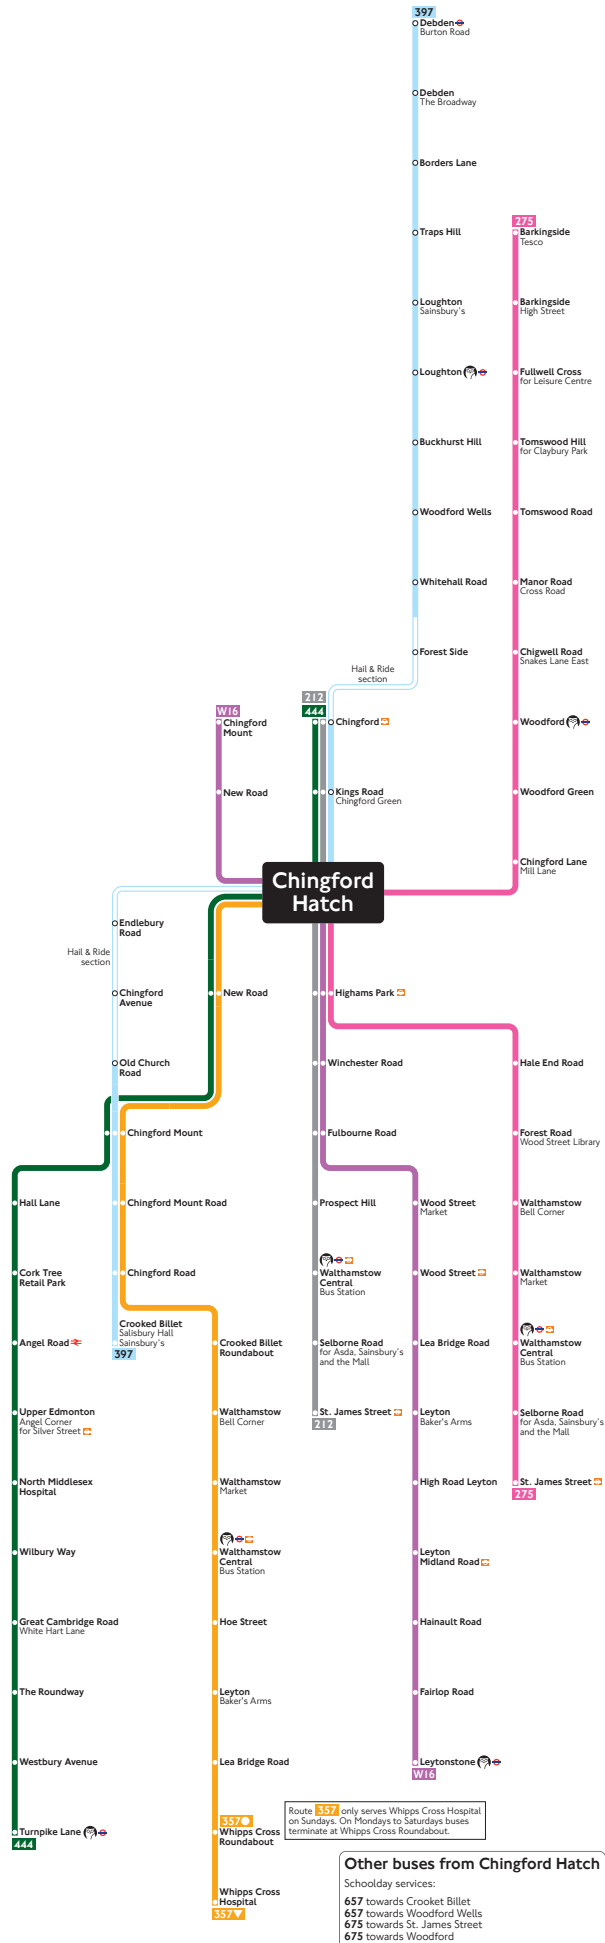 397
Debden
Burton Road
Debden
The Broadway
Borders Lane
Traps Hill
Loughton
Sainsbury's
Loughton
Buckhurst Hill
Woodford Wells
Whitehall Road
Forest Side
Hail & Ride
section
275
Barkingside
Tesco
Barkingside
High Street
Fullwell Cross
for Leisure Centre
Tomswood Hill
for Claybury Park
Tomswood Road
Manor Road
Cross Road
Chigwell Road
Snakes Lane East
Woodford
Woodford Green
Chingford Lane
Mill Lane
W16
Chingford
Mount
New Road
212
444
Chingford
Kings Road
Chingford Green
Chingford
Hatch
Endlebury
Road
Hail & Ride
section
Chingford
Avenue
Old Church
Road
New Road
Chingford Mount
Chingford Mount Road
Chingford Road
Crooked Billet
Salisbury Hall
Sainsbury's
397
Hall Lane
Cork Tree
Retail Park
Angel Road
Upper Edmonton
Angel Corner
for Silver Street
North Middlesex
Hospital
Wilbury Way
Great Cambridge Road
White Hart Lane
The Roundway
Westbury Avenue
Turnpike Lane
444
Crooked Billet
Roundabout
Walthamstow
Bell Corner
Walthamstow
Market
Walthamstow
Central
Bus Station
Hoe Street
Leyton
Baker's Arms
Lea Bridge Road
357
Whipps Cross
Roundabout
Whipps Cross
Hospital
357
Highams Park
Winchester Road
Fulbourne Road
Prospect Hill
Walthamstow
Central
Bus Station
Selborne Road
for Asda, Sainsbury's
and the Mall
St. James Street
212
Wood Street
Market
Wood Street
Lea Bridge Road
Leyton
Baker's Arms
High Road Leyton
Leyton
Midland Road
Hainault Road
Fairlop Road
Leytonstone
W16
Hale End Road
Forest Road
Wood Street Library
Walthamstow
Bell Corner
Walthamstow
Market
Walthamstow
Central
Bus Station
Selborne Road
for Asda, Sainsbury's
and the Mall
St. James Street
275
Route 357 only serves Whipps Cross Hospital
on Sundays. On Mondays to Saturdays buses
terminate at Whipps Cross Roundabout.
Other buses from Chingford Hatch
Schoolday services:
657 towards Crooket Billet
657 towards Woodford Wells
675 towards St. James Street
675 towards Woodford